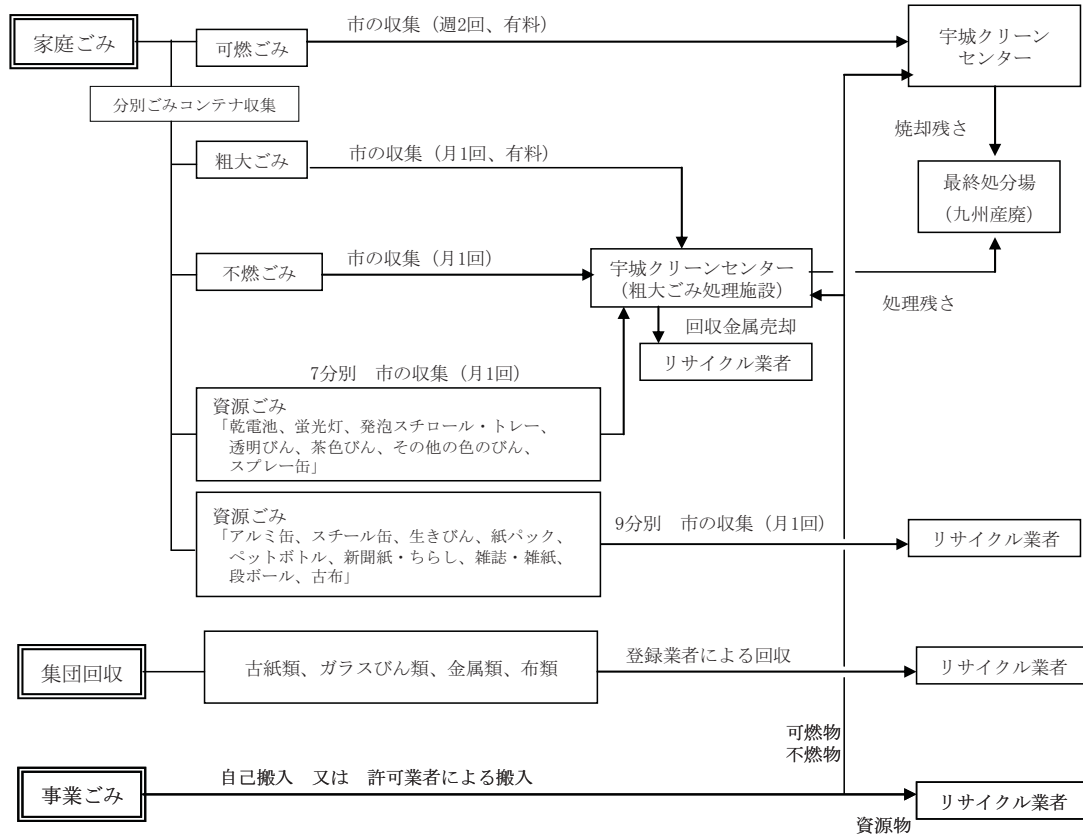 家庭ごみ
可燃ごみ
市の収集（週2回、有料）
宇城クリーン
センター
分別ごみコンテナ収集
焼却残さ
粗大ごみ
市の収集（月1回、有料）
最終処分場
（九州産廃）
不燃ごみ
市の収集（月1回）
宇城クリーンセンター
（粗大ごみ処理施設）
処理残さ
回収金属売却
リサイクル業者
7分別　市の収集（月1回）
資源ごみ
「乾電池、蛍光灯、発泡スチロール・トレー、
透明びん、茶色びん、その他の色のびん、
スプレー缶」
資源ごみ
「アルミ缶、スチール缶、生きびん、紙パック、
ペットボトル、新聞紙・ちらし、雑誌・雑紙、
段ボール、古布」
9分別　市の収集（月1回）
リサイクル業者
集団回収
古紙類、ガラスびん類、金属類、布類
登録業者による回収
リサイクル業者
可燃物
不燃物
事業ごみ
自己搬入　又は　許可業者による搬入
リサイクル業者
資源物